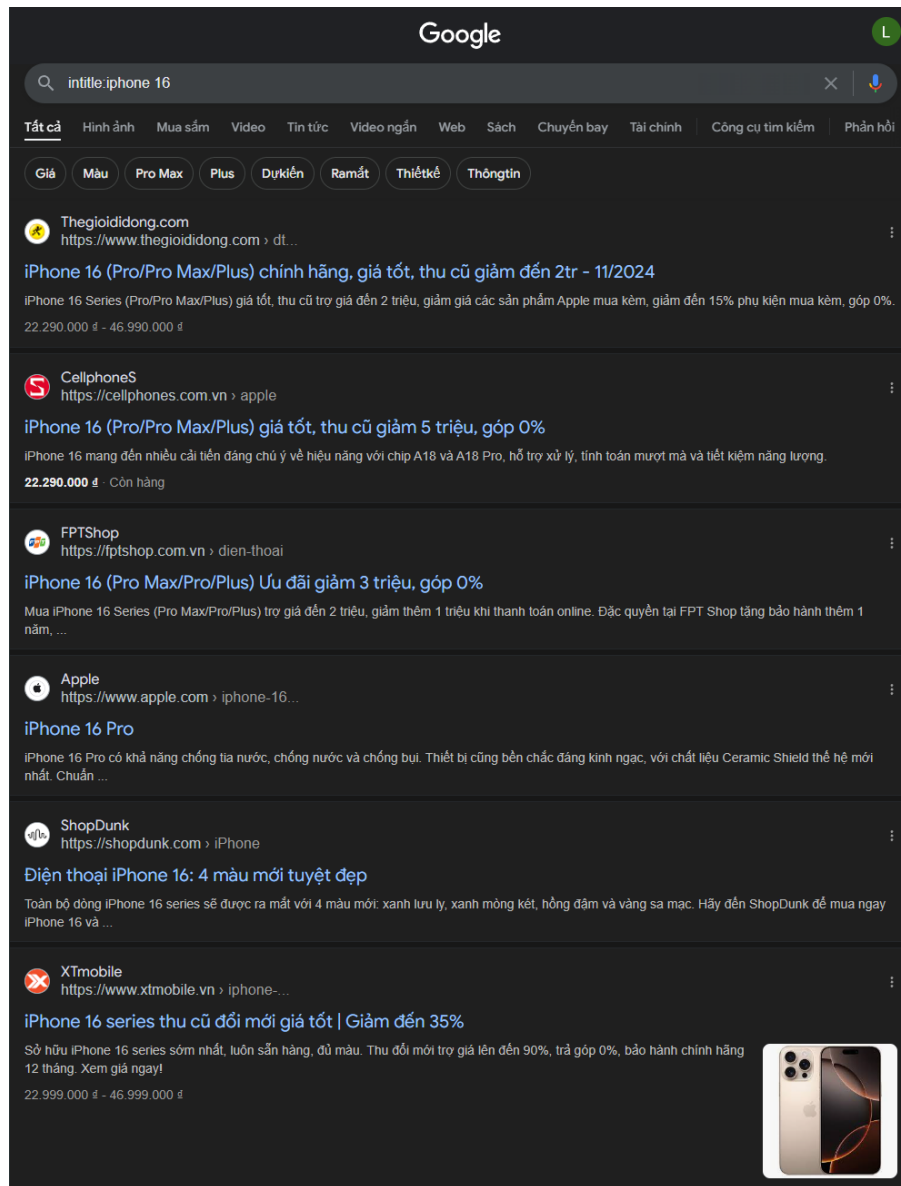 Google
L
intitle:iphone 16
Tất cả Hình ảnh Mua sắm Video Tin tức Video ngắn Web Sách Chuyến bay Tài chính Công cụ tìm kiếm Phản hồi
Giá Màu Pro Max Plus Dựkiến Ramắt Thiếtkế Thôngtin
Thegioididong.com
https://www.thegioididong.com › dt...
iPhone 16 (Pro/Pro Max/Plus) chính hãng, giá tốt, thu cũ giảm đến 2tr - 11/2024
iPhone 16 Series (Pro/Pro Max/Plus) giá tốt, thu cũ trợ giá đến 2 triệu, giảm giá các sản phẩm Apple mua kèm, giảm đến 15% phụ kiện mua kèm, góp 0%.
22.290.000 ₫ - 46.990.000 ₫
CellphoneS
https://cellphones.com.vn › apple
iPhone 16 (Pro/Pro Max/Plus) giá tốt, thu cũ giảm 5 triệu, góp 0%
iPhone 16 mang đến nhiều cải tiến đáng chú ý về hiệu năng với chip A18 và A18 Pro, hỗ trợ xử lý, tính toán mượt mà và tiết kiệm năng lượng.
22.290.000 ₫ · Còn hàng
FPTShop
https://fptshop.com.vn › dien-thoai
iPhone 16 (Pro Max/Pro/Plus) Ưu đãi giảm 3 triệu, góp 0%
Mua iPhone 16 Series (Pro Max/Pro/Plus) trợ giá đến 2 triệu, giảm thêm 1 triệu khi thanh toán online. Đặc quyền tại FPT Shop tặng bảo hành thêm 1
năm, ...
Apple
https://www.apple.com › iphone-16...
iPhone 16 Pro
iPhone 16 Pro có khả năng chống tia nước, chống nước và chống bụi. Thiết bị cũng bền chắc đáng kinh ngạc, với chất liệu Ceramic Shield thế hệ mới
nhất. Chuẩn ...
ShopDunk
https://shopdunk.com › iPhone
Điện thoại iPhone 16: 4 màu mới tuyệt đẹp
Toàn bộ dòng iPhone 16 series sẽ được ra mắt với 4 màu mới: xanh lưu ly, xanh mòng két, hồng đậm và vàng sa mạc. Hãy đến ShopDunk để mua ngay
iPhone 16 và ...
XTmobile
https://www.xtmobile.vn › iphone-...
iPhone 16 series thu cũ đổi mới giá tốt | Giảm đến 35%
Sở hữu iPhone 16 series sớm nhất, luôn sẵn hàng, đủ màu. Thu đổi mới trợ giá lên đến 90%, trả góp 0%, bảo hành chính hãng
12 tháng. Xem giá ngay!
22.999.000 ₫ - 46.999.000 ₫